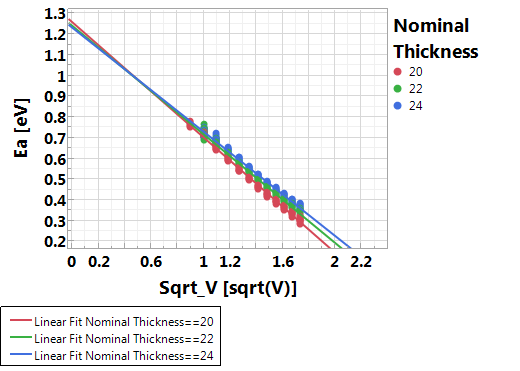 1.3
1.2
1.1
1
0.9
0.8
0.7
0.6
0.5
0.4
0.3
0.2
Ea [eV]
0 0.2 0.6 1 1.2 1.6 2 2.2
Sqrt_V [sqrt(V)]
Nominal
Thickness
20
22
24
Linear Fit Nominal Thickness==20
Linear Fit Nominal Thickness==22
Linear Fit Nominal Thickness==24